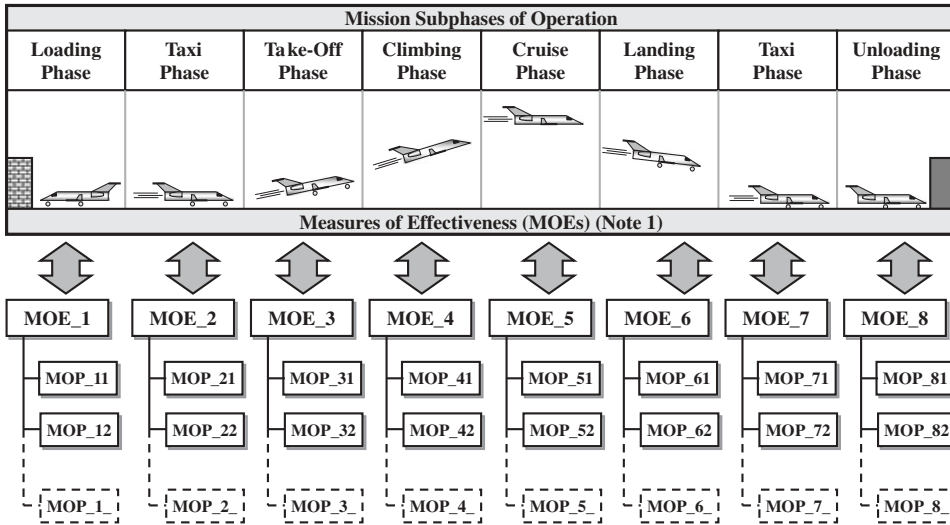 Mission Subphases of Operation
Loading Phase
Taxi Phase
Take-Off Phase
Climbing Phase
Cruise Phase
Landing Phase
Taxi Phase
Unloading Phase
Measures of Effectiveness (MOEs) (Note 1)
MOE_1 MOE_2 MOE_3 MOE_4 MOE_5 MOE_6 MOE_7 MOE_8
MOP_11 MOP_21 MOP_31 MOP_41 MOP_51 MOP_61 MOP_71 MOP_81
MOP_12 MOP_22 MOP_32 MOP_42 MOP_52 MOP_62 MOP_72 MOP_82
MOP_1_ MOP_2_ MOP_3_ MOP_4_ MOP_5_ MOP_6_ MOP_7_ MOP_8_